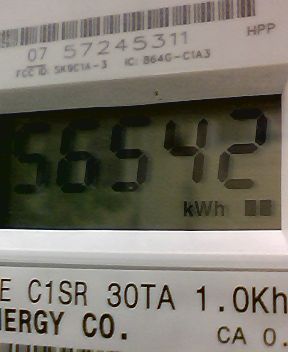 07 57245311
HPP
FCC ID: SK9C1A-3 IC: 864G-C1A3
56542
kWh
E C1SR 30TA 1.0Kh
NERGY CO.
CA 0.